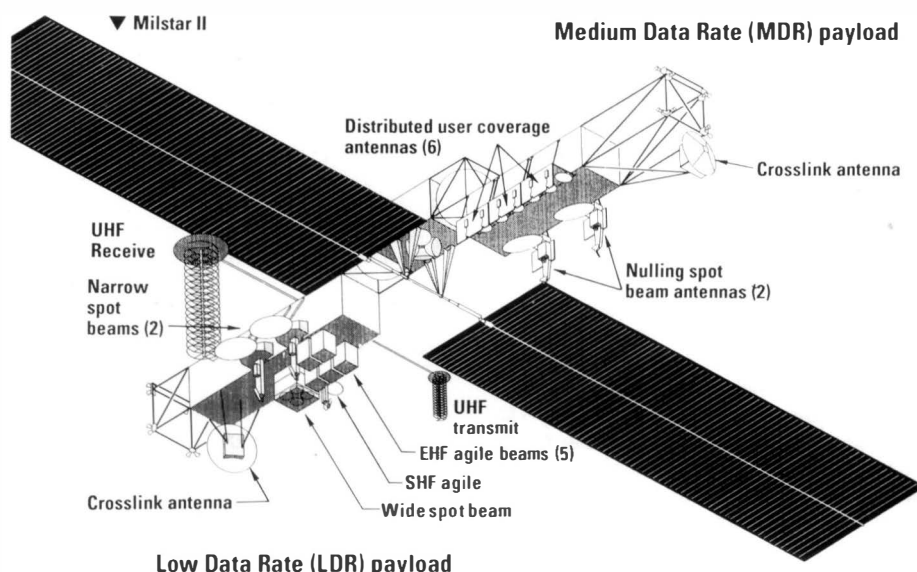 ▼ Milstar II
Medium Data Rate (MDR) payload
Distributed user coverage
antennas (6)
Crosslink antenna
UHF
Receive
Narrow
spot
beams (2)
Nulling spot
beam antennas (2)
UHF
transmit
EHF agile beams (5)
SHF agile
Wide spot beam
Crosslink antenna
Low Data Rate (LDR) payload